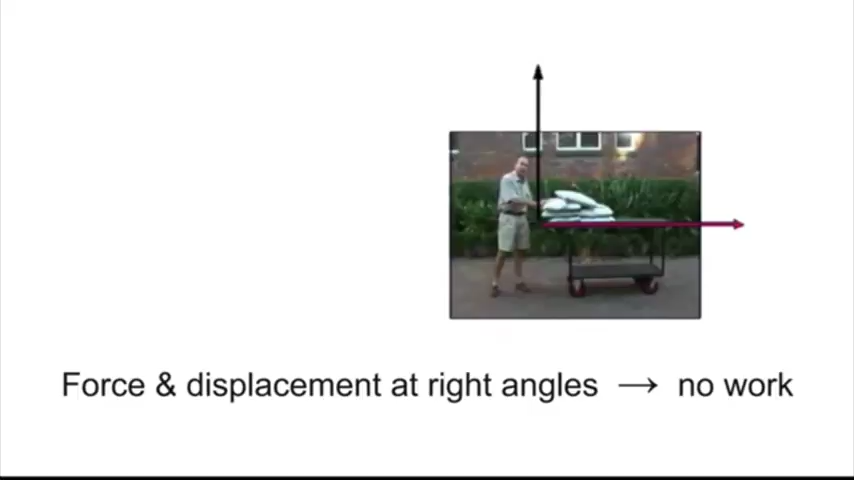 Force & displacement at right angles → no work